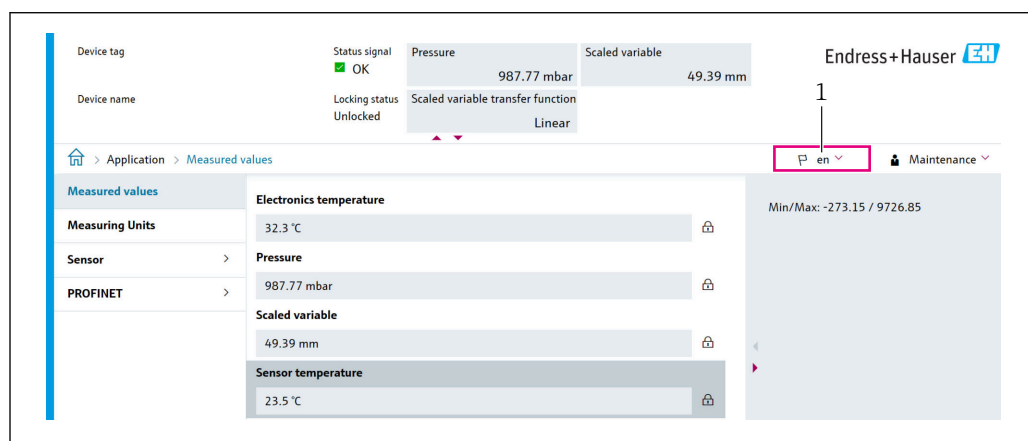 Device tag
Status signal
OK
Pressure
987.77 mbar
Scaled variable
49.39 mm
Endress+Hauser EH
Device name
Locking status
Unlocked
Scaled variable transfer function
Linear
1
> Application > Measured values
en
Maintenance
Measured values
Measuring Units
Sensor >
PROFINET >
Electronics temperature
32.3 °C
Pressure
987.77 mbar
Scaled variable
49.39 mm
Sensor temperature
23.5 °C
Min/Max: -273.15 / 9726.85